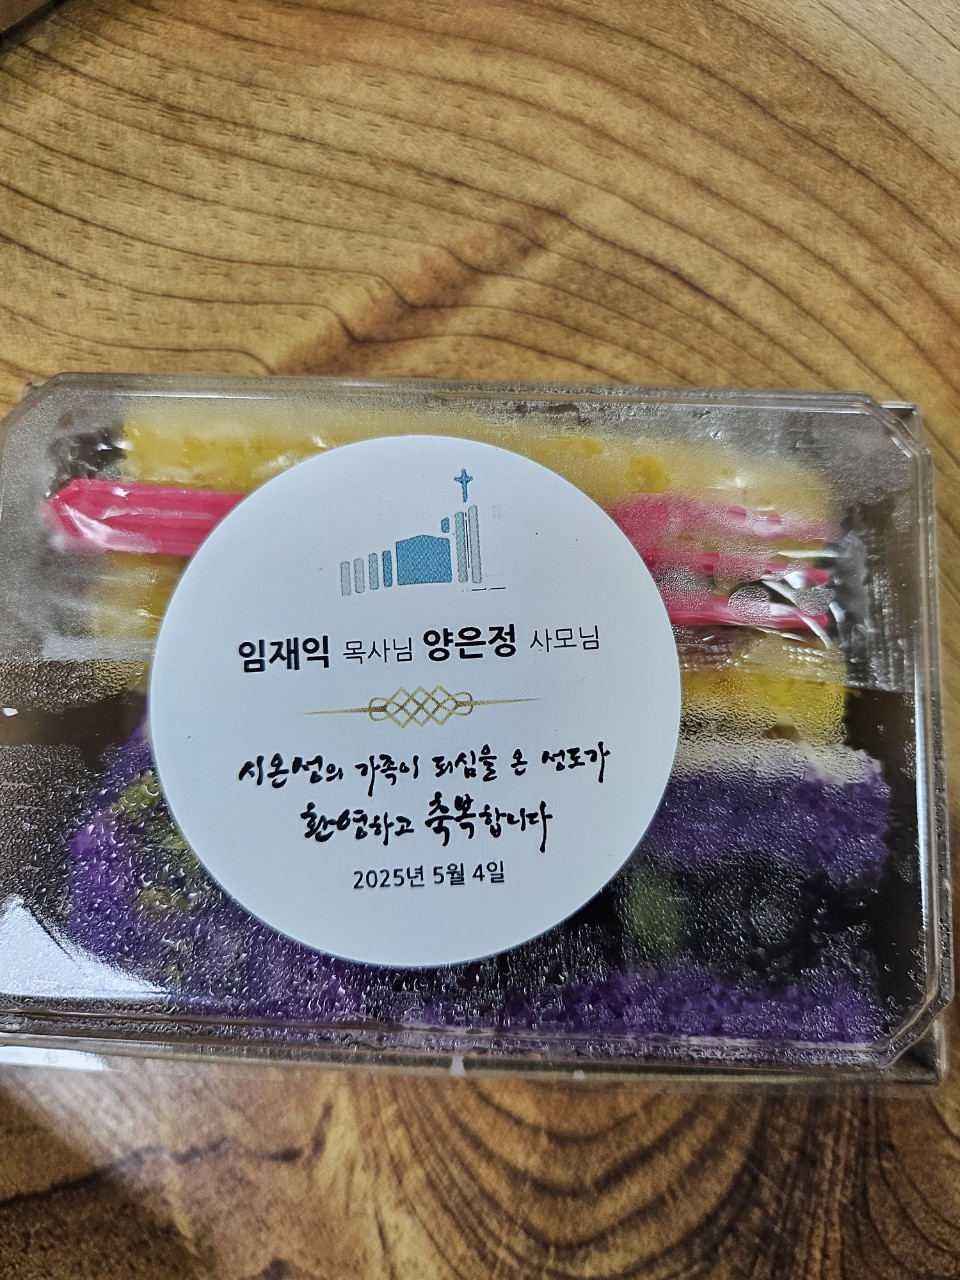 임재익 목사님 양은정 사모님
시온성의 가족이 되심을 온 성도가
환영하고 축복합니다
2025년 5월 4일